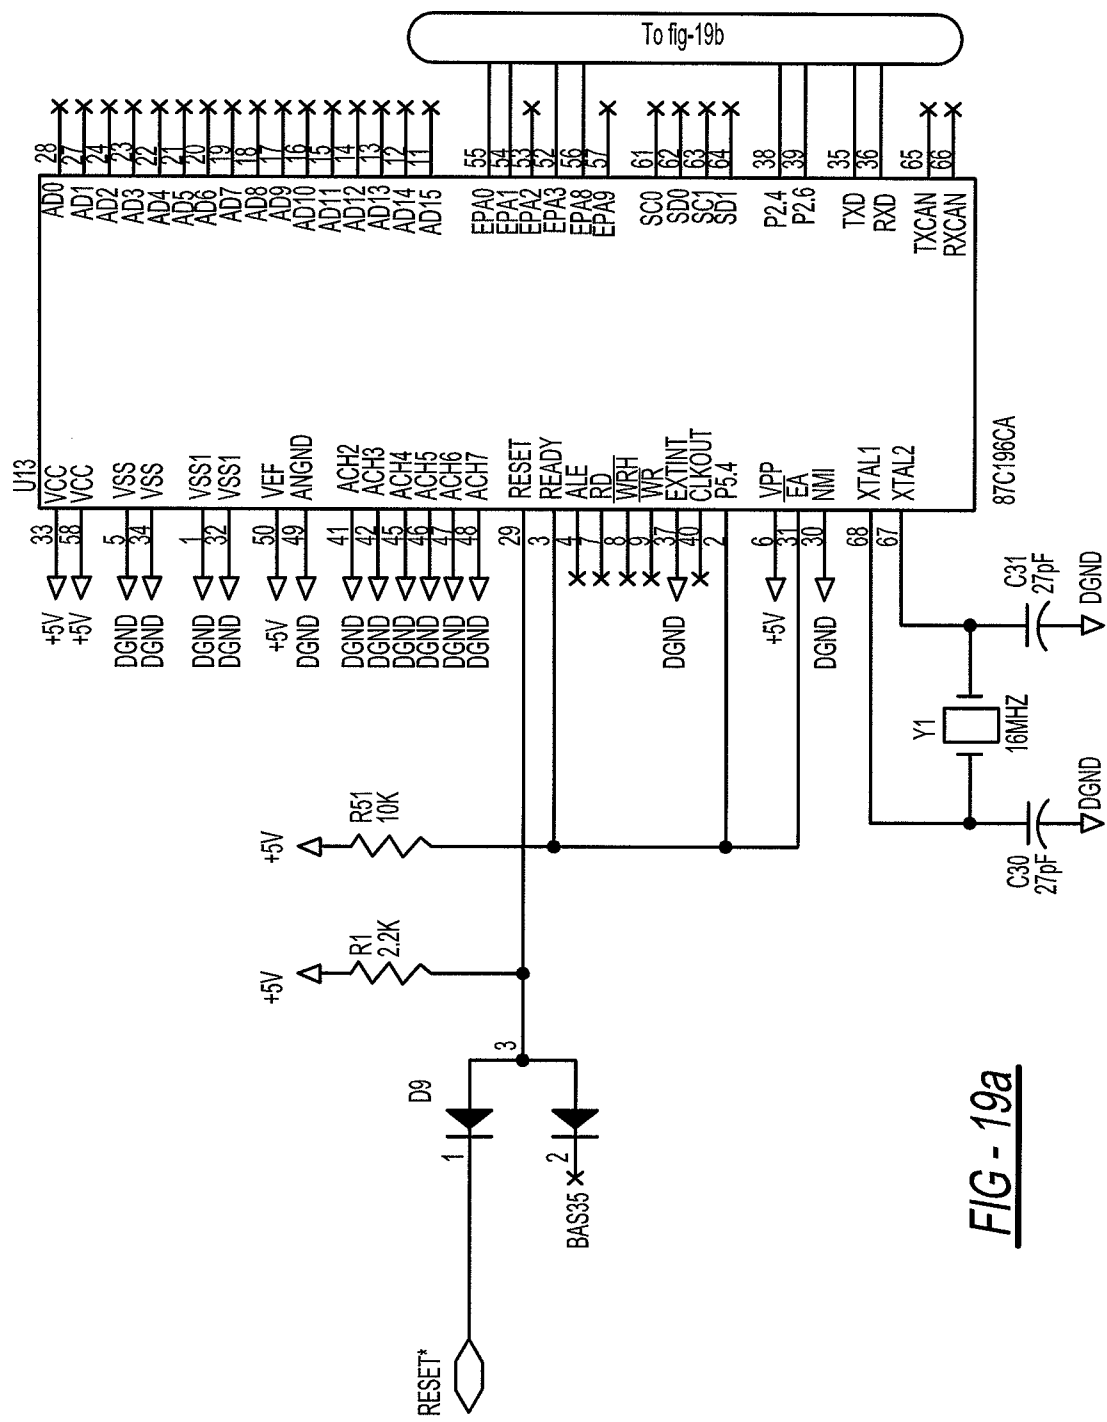 To fig-19b
28
27
24
23
22
21
20
19
18
17
16
15
14
13
12
11
55
54
53
52
56
57
61
62
63
64
38
39
35
36
65
66
AD0
AD1
AD2
AD3
AD4
AD5
AD6
AD7
AD8
AD9
AD10
AD11
AD12
AD13
AD14
AD15
EPA0
EPA1
EPA2
EPA3
EPA8
EPA9
SC0
SD0
SC1
SD1
P2.4
P2.6
TXD
RXD
TXCAN
RXCAN
U13
87C196CA
VCC
VCC
VSS
VSS
VSS1
VSS1
VEF
ANGND
ACH2
ACH3
ACH4
ACH5
ACH6
ACH7
RESET
READY
ALE
RD
WRH
WR
EXTINT
CLKOUT
P5.4
VPP
EA
NMI
XTAL1
XTAL2
33
58
5
34
1
32
50
49
41
42
45
46
47
48
29
3
4
7
8
9
37
40
2
6
31
30
68
67
+5V
+5V
DGND
DGND
DGND
DGND
+5V
DGND
DGND
DGND
DGND
DGND
DGND
DGND
DGND
+5V
DGND
C31
27pF
DGND
Y1
16MHZ
C30
27pF
DGND
+5V
R51
10K
+5V
R1
2.2K
3
D9
1
2
BAS35
RESET*
FIG - 19a